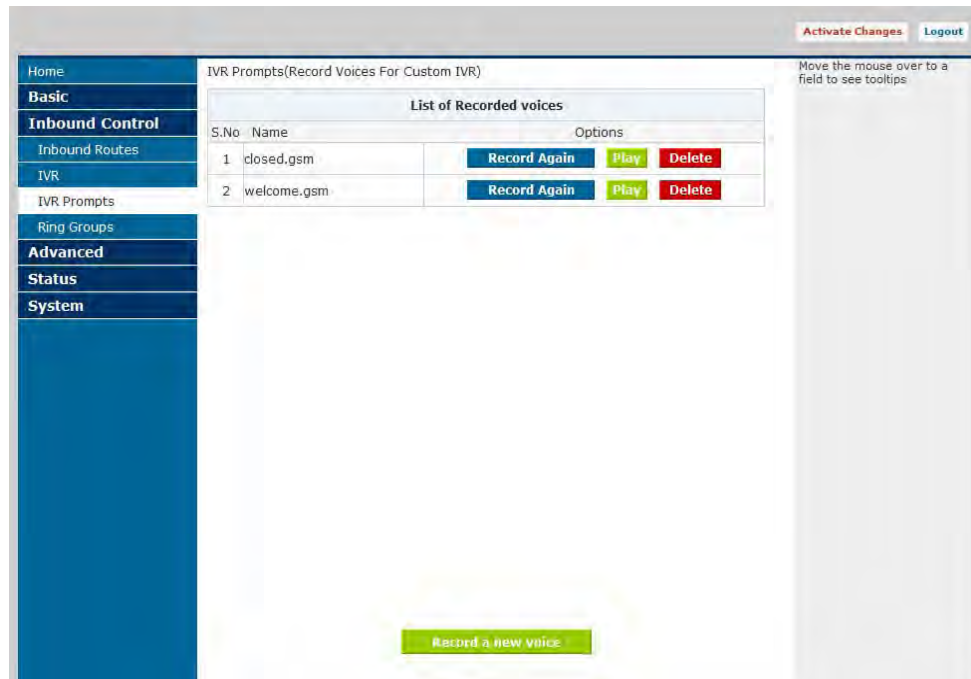 Activate Changes Logout
Home
Basic
Inbound Control
Inbound Routes
IVR
IVR Prompts
Ring Groups
Advanced
Status
System
IVR Prompts(Record Voices For Custom IVR)
List of Recorded voices
S.No Name Options
1 closed.gsm Record Again Play Delete
2 welcome.gsm Record Again Play Delete
Record a new voice
Move the mouse over to a
field to see tooltips